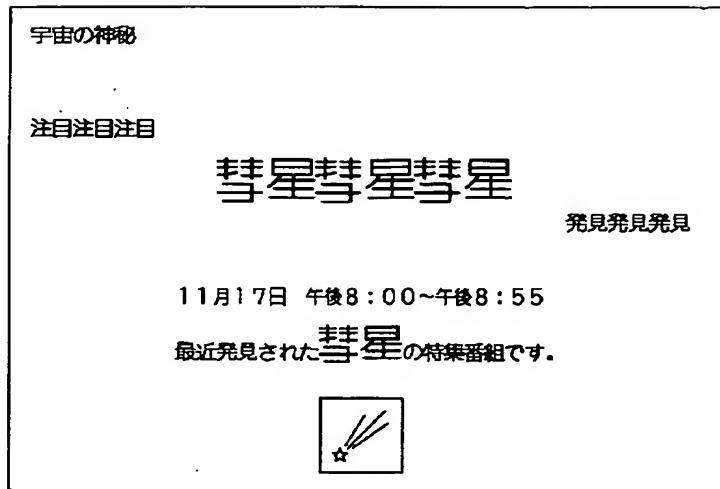 宇宙の神秘
注目注目注目
彗星彗星彗星
発見発見発見
11月17日 午後8:00~午後8:55
最近発見された彗星の特集番組です。